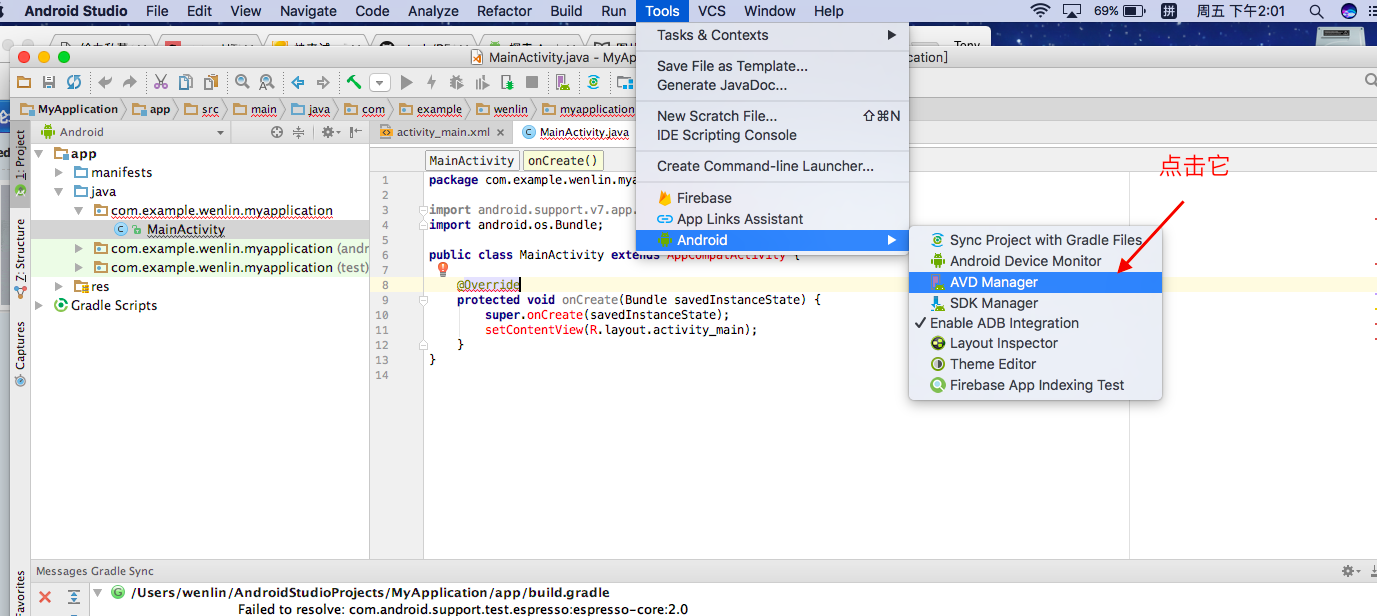 Android Studio File Edit View Navigate Code Analyze Refactor Build Run Tools VCS Window Help 69% 拼 周五 下午2:01
MainActivity.java - MyAp
cation]
MyApplication app src main java com example wenlin myapplication
Android
activity_main.xml
MainActivity.java
1: Project
Z: Structure
Captures
Favorites
app
manifests
java
com.example.wenlin.myapplication
MainActivity
com.example.wenlin.myapplication (andr
com.example.wenlin.myapplication (test)
res
Gradle Scripts
MainActivity onCreate()
1 package com.example.wenlin.mya
2
3 import android.support.v7.app.
4 import android.os.Bundle;
5
6 public class MainActivity extends AppCompatActivity {
7
8 @Override
9 protected void onCreate(Bundle savedInstanceState) {
10 super.onCreate(savedInstanceState);
11 setContentView(R.layout.activity_main);
12 }
13 }
14
Tasks & Contexts
Save File as Template...
Generate JavaDoc...
New Scratch File... ⇧⌘N
IDE Scripting Console
Create Command-line Launcher...
Firebase
App Links Assistant
Android
点击它
Sync Project with Gradle Files
Android Device Monitor
AVD Manager
SDK Manager
Enable ADB Integration
Layout Inspector
Theme Editor
Firebase App Indexing Test
Messages Gradle Sync
/Users/wenlin/AndroidStudioProjects/MyApplication/app/build.gradle
Failed to resolve: com.android.support.test.espresso:espresso-core:2.0